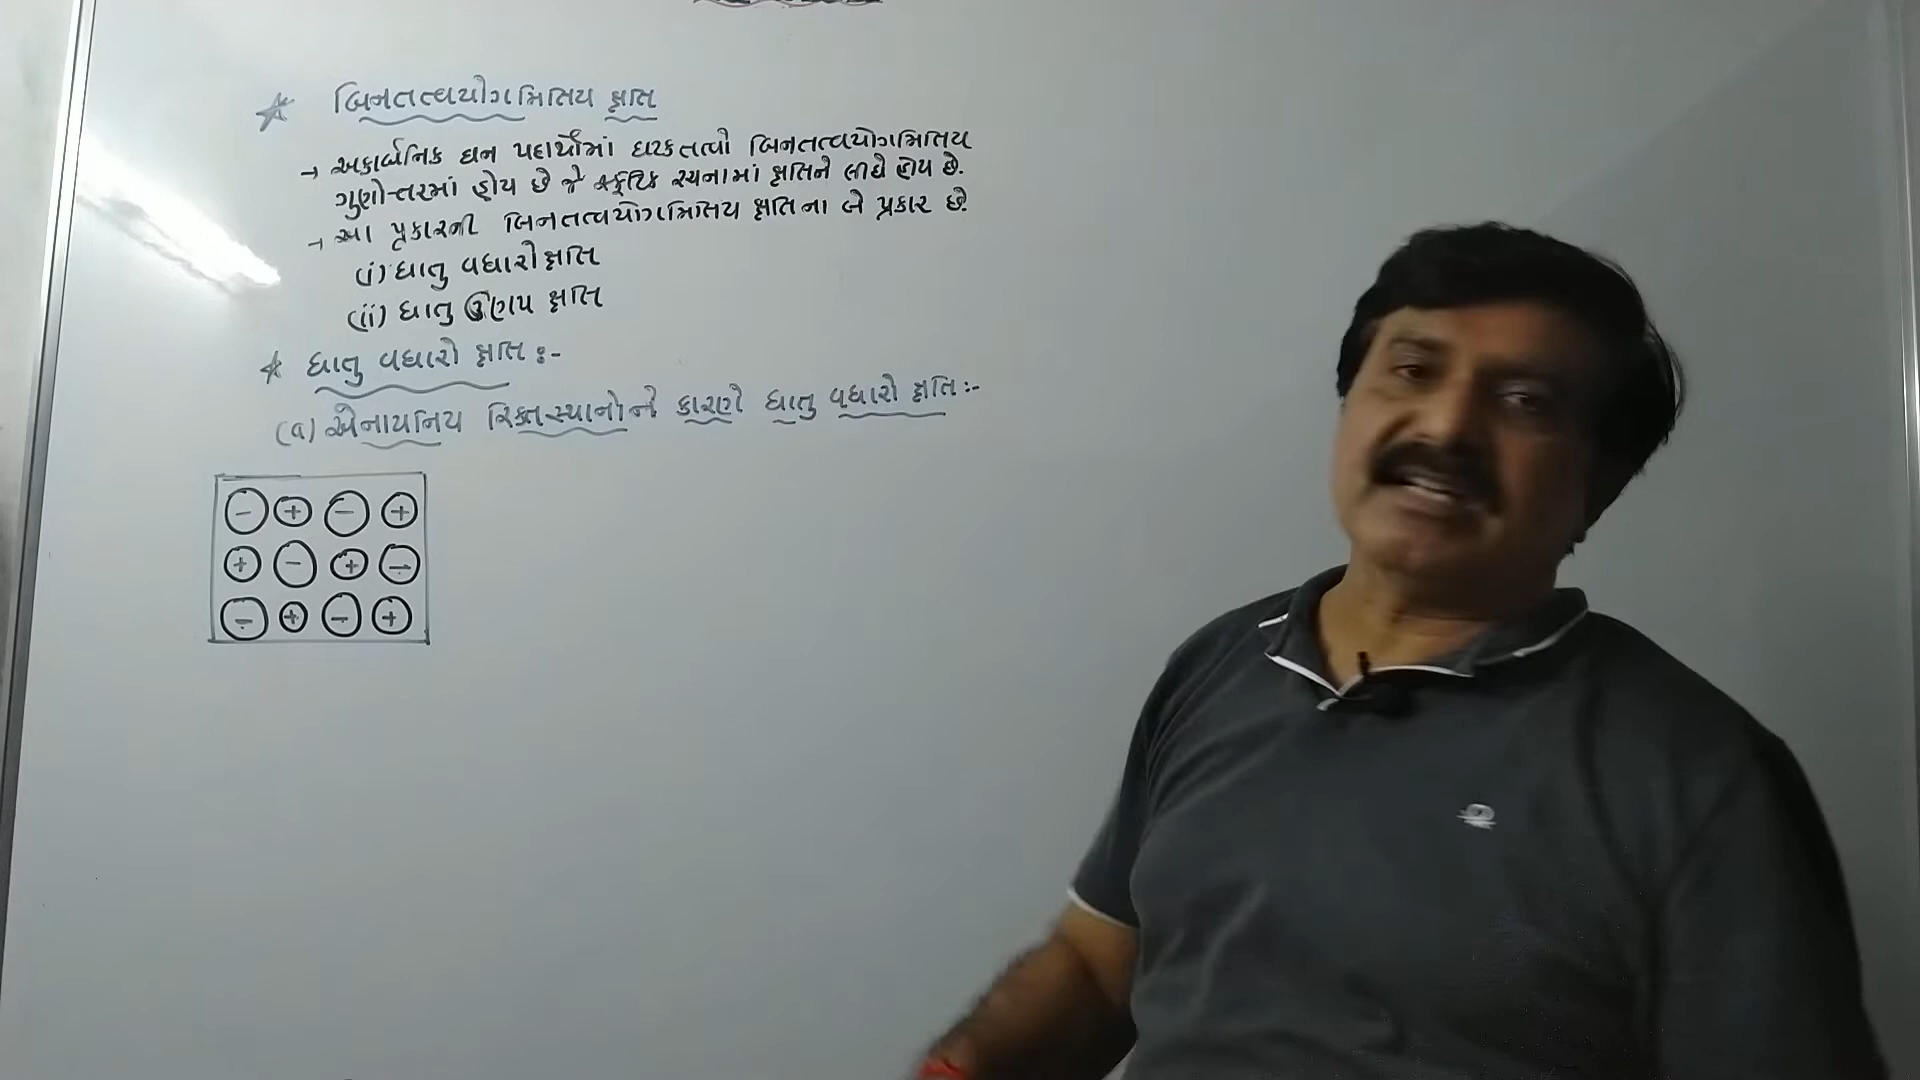 બિનતત્વયોગમિતિય ક્ષતિ
→ અકાર્બનિક ઘન પદાર્થોમાં ઘટકતત્વો બિનતત્વયોગમિતિય
ગુણોત્તરમાં હોય છે જે સ્ફટિક રચનામાં ક્ષતિને લીધે હોય છે.
→ આ પ્રકારની બિનતત્વયોગમિતિય ક્ષતિના બે પ્રકાર છે.
(i) ધાતુ વધારો ક્ષતિ
(ii) ધાતુ ઊણપ ક્ષતિ
* ધાતુ વધારો ક્ષતિ :-
(a) એનાયનિય રિક્તસ્થાનોને કારણે ધાતુ વધારો ક્ષતિ :-
- + - +
+ - + -
- + - +